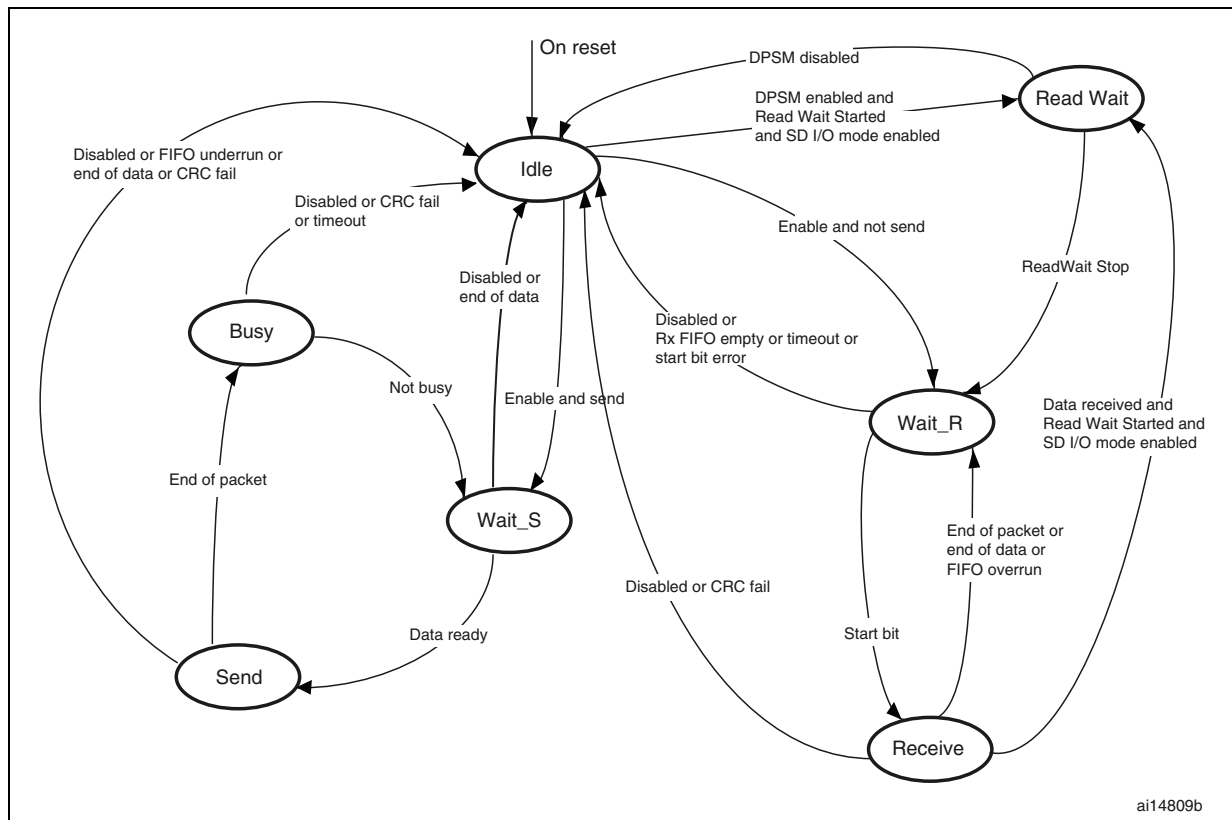 On reset
DPSM disabled
Read Wait
DPSM enabled and
Read Wait Started
and SD I/O mode enabled
Disabled or FIFO underrun or
end of data or CRC fail
Idle
Disabled or CRC fail
or timeout
Enable and not send
ReadWait Stop
Disabled or
end of data
Disabled or
Rx FIFO empty or timeout or
start bit error
Busy
Not busy
Enable and send
Wait_R
Data received and
Read Wait Started and
SD I/O mode enabled
End of packet
Wait_S
End of packet or
end of data or
FIFO overrun
Disabled or CRC fail
Data ready
Start bit
Send
Receive
ai14809b